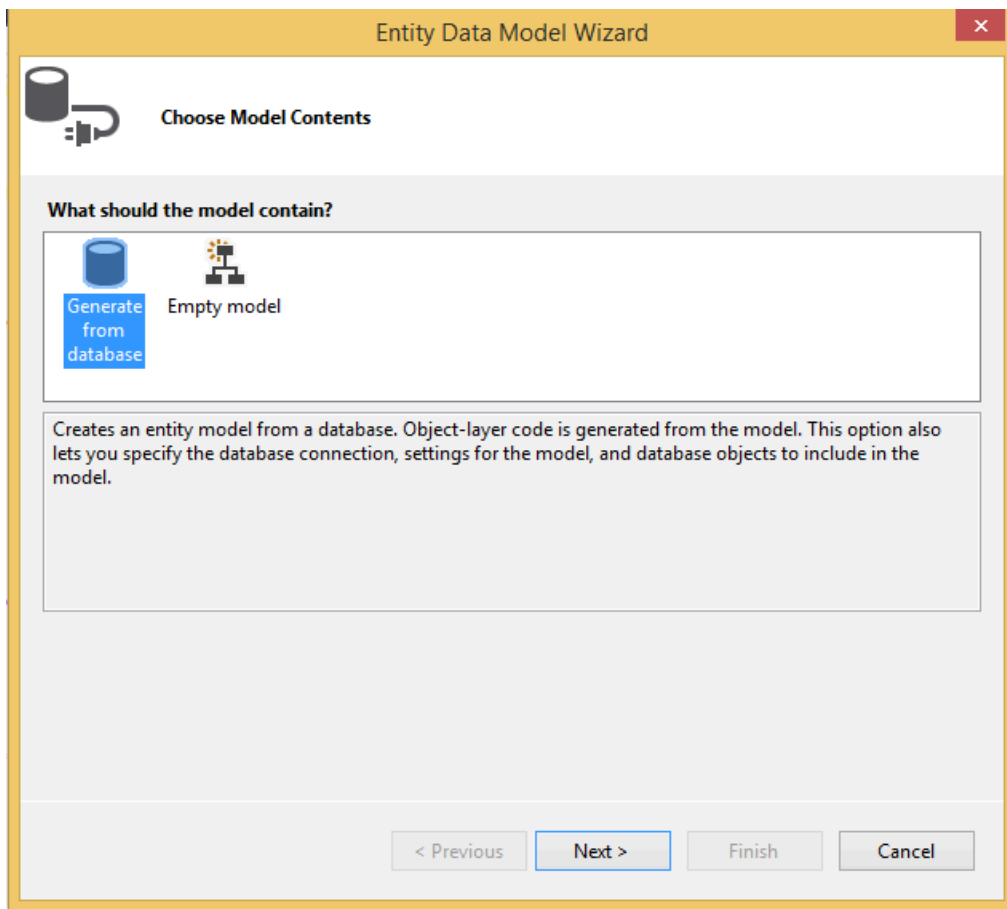 Entity Data Model Wizard
Choose Model Contents
What should the model contain?
Generate
from
database
Empty model
Creates an entity model from a database. Object-layer code is generated from the model. This option also
lets you specify the database connection, settings for the model, and database objects to include in the
model.
< Previous
Next >
Finish
Cancel